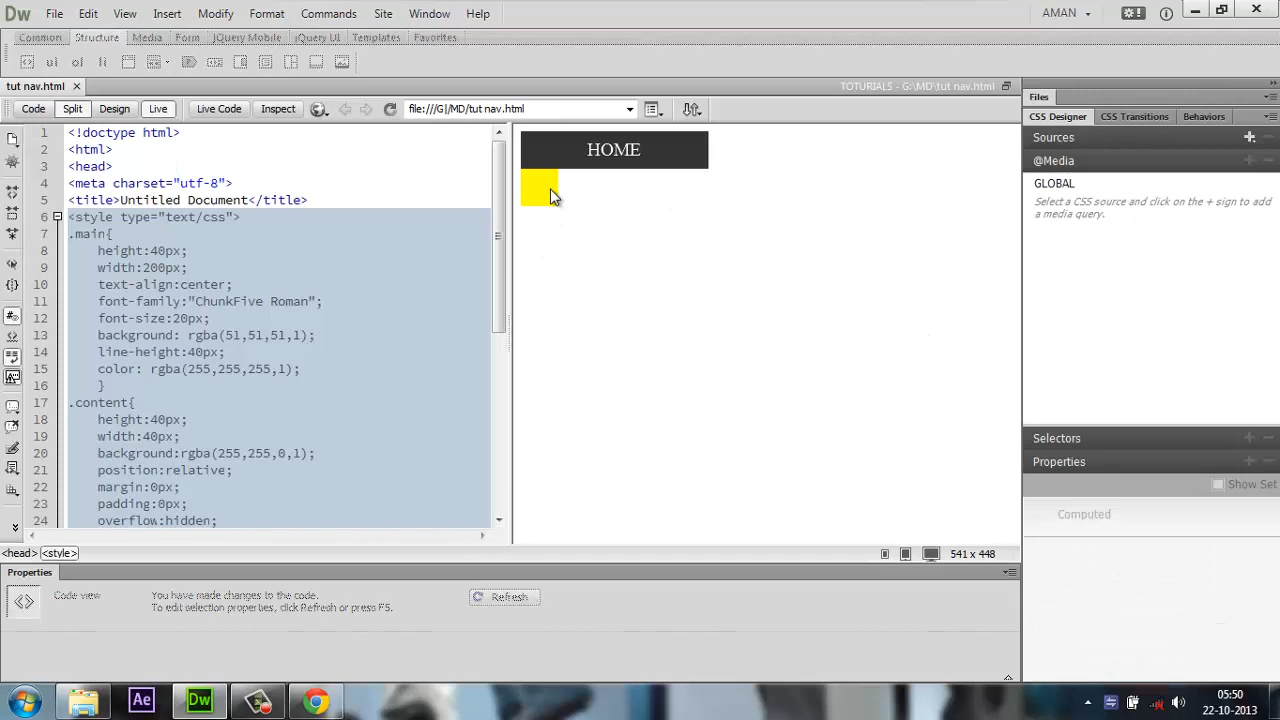 Dw File Edit View Insert Modify Format Commands Site Window Help AMAN
Common Structure Media Form jQuery Mobile jQuery UI Templates Favorites
tut nav.html TOTURIALS - G:\MD\tut nav.html
Code Split Design Live Live Code Inspect file:///G|/MD/tut nav.html
1 <!doctype html>
2 <html>
3 <head>
4 <meta charset="utf-8">
5 <title>Untitled Document</title>
6 <style type="text/css">
7 .main{
8 height:40px;
9 width:200px;
10 text-align:center;
11 font-family:"ChunkFive Roman";
12 font-size:20px;
13 background: rgba(51,51,51,1);
14 line-height:40px;
15 color: rgba(255,255,255,1);
16 }
17 .content{
18 height:40px;
19 width:40px;
20 background:rgba(255,255,0,1);
21 position:relative;
22 margin:0px;
23 padding:0px;
24 overflow:hidden;
HOME
Files
CSS Designer CSS Transitions Behaviors
Sources
@Media
GLOBAL
Select a CSS source and click on the + sign to add
a media query.
Selectors
Properties
Show Set
Computed
<head> <style> 541 x 448
Properties
Code view You have made changes to the code. Refresh
To edit selection properties, click Refresh or press F5.
Ae Dw
05:50
22-10-2013